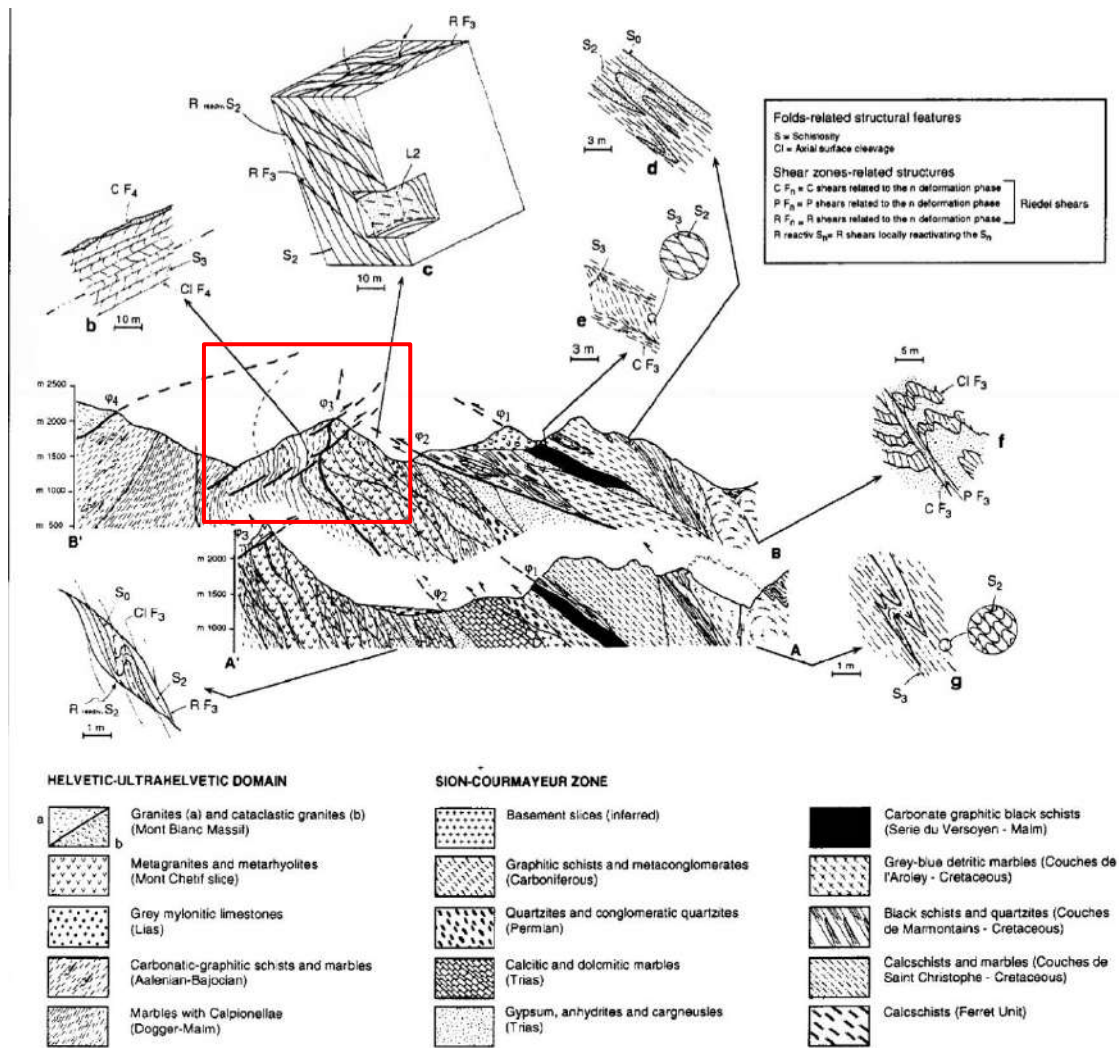 R F₃
R reactiv. S₂
R F₃
L2
S₂
10 m
c
C F₄
S₃
Cl F₄
b
10 m
S₂
S₀
3 m
d
S₃
S₂
S₃
e
3 m
C F₃
Folds-related structural features
S = Schistosity
Cl = Axial surface cleavage
Shear zones-related structures
C Fₙ = C shears related to the n deformation phase
P Fₙ = P shears related to the n deformation phase
R Fₙ = R shears related to the n deformation phase
Riedel shears
R reactiv Sₙ= R shears locally reactivating the Sₙ
5 m
Cl F₃
f
C F₃
P F₃
m 2500
m 2000
m 1500
m 1000
m 500
B'
φ₄
φ₃
φ₂
φ₁
B
m 2000
m 1500
m 1000
A'
φ₃
φ₂
φ₁
A
S₀
Cl F₃
S₂
R F₃
R reactiv. S₂
1 m
S₂
1 m
g
S₃
HELVETIC-ULTRAHELVETIC DOMAIN
a
b
Granites (a) and cataclastic granites (b)
(Mont Blanc Massif)
Metagranites and metarhyolites
(Mont Chetif slice)
Grey mylonitic limestones
(Lias)
Carbonatic-graphitic schists and marbles
(Aalenian-Bajocian)
Marbles with Calpionellae
(Dogger-Malm)
SION-COURMAYEUR ZONE
Basement slices (inferred)
Graphitic schists and metaconglomerates
(Carboniferous)
Quartzites and conglomeratic quartzites
(Permian)
Calcitic and dolomitic marbles
(Trias)
Gypsum, anhydrites and cargneules
(Trias)
Carbonate graphitic black schists
(Serie du Versoyen - Malm)
Grey-blue detritic marbles (Couches de
l'Aroley - Cretaceous)
Black schists and quartzites (Couches
de Marmontains - Cretaceous)
Calcschists and marbles (Couches de
Saint Christophe - Cretaceous)
Calcschists (Ferret Unit)